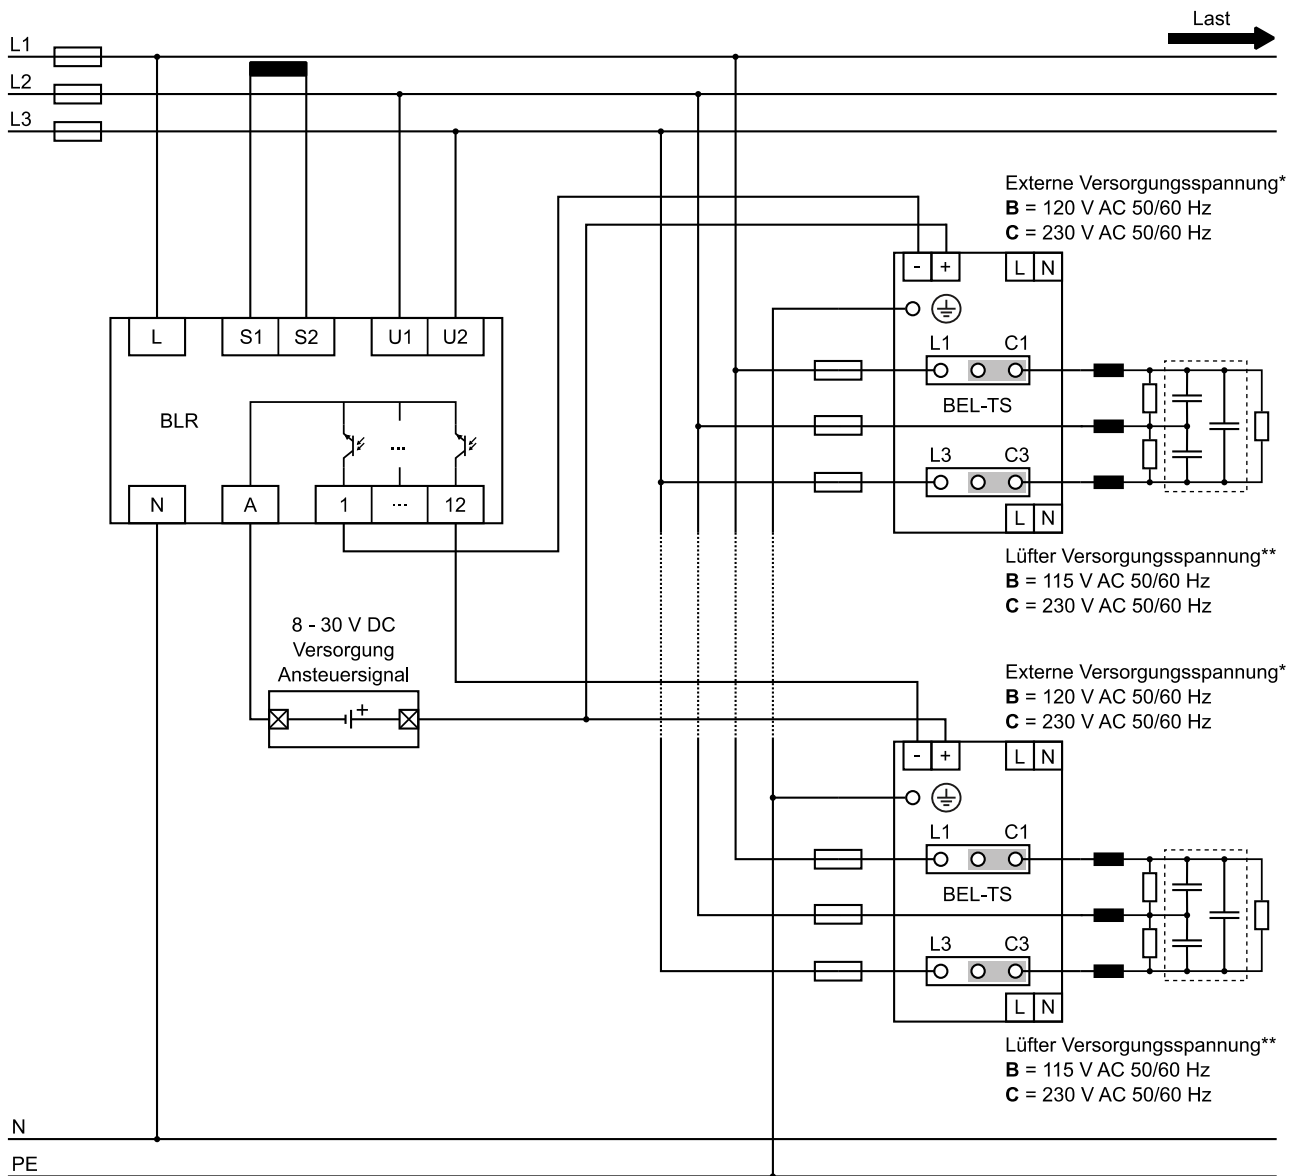 Last
L1
L2
L3
Externe Versorgungsspannung*
B = 120 V AC 50/60 Hz
C = 230 V AC 50/60 Hz
- + L N
L S1 S2 U1 U2
L1 C1
BEL-TS
BLR
...
L3 C3
N A 1 ... 12
L N
Lüfter Versorgungsspannung**
B = 115 V AC 50/60 Hz
C = 230 V AC 50/60 Hz
8 - 30 V DC
Versorgung
Ansteuersignal
+
Externe Versorgungsspannung*
B = 120 V AC 50/60 Hz
C = 230 V AC 50/60 Hz
- + L N
L1 C1
BEL-TS
L3 C3
L N
Lüfter Versorgungsspannung**
B = 115 V AC 50/60 Hz
C = 230 V AC 50/60 Hz
N
PE